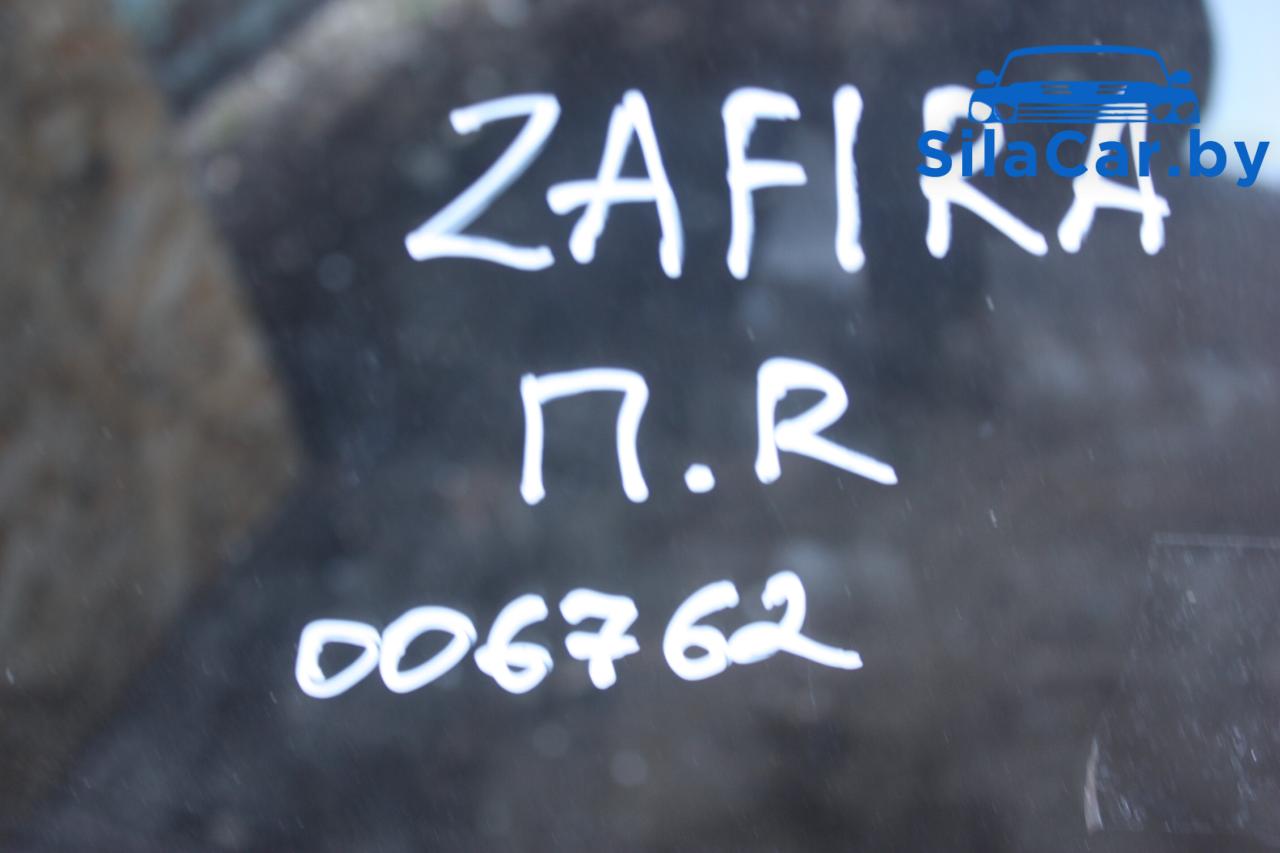 ZAFIRA
SilaCar.by
П.R
006762